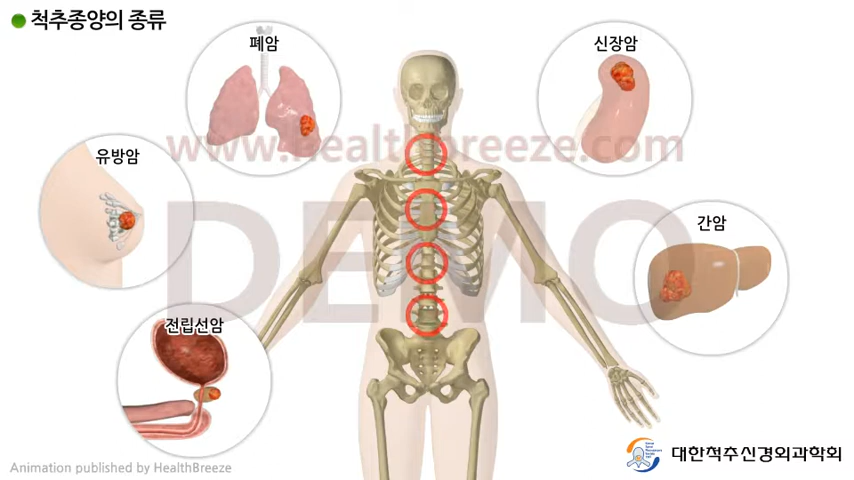 척추종양의 종류
폐암
신장암
www.healthbreeze.com
유방암
DEMO
간암
전립선암
대한척추신경외과학회
Animation published by HealthBreeze